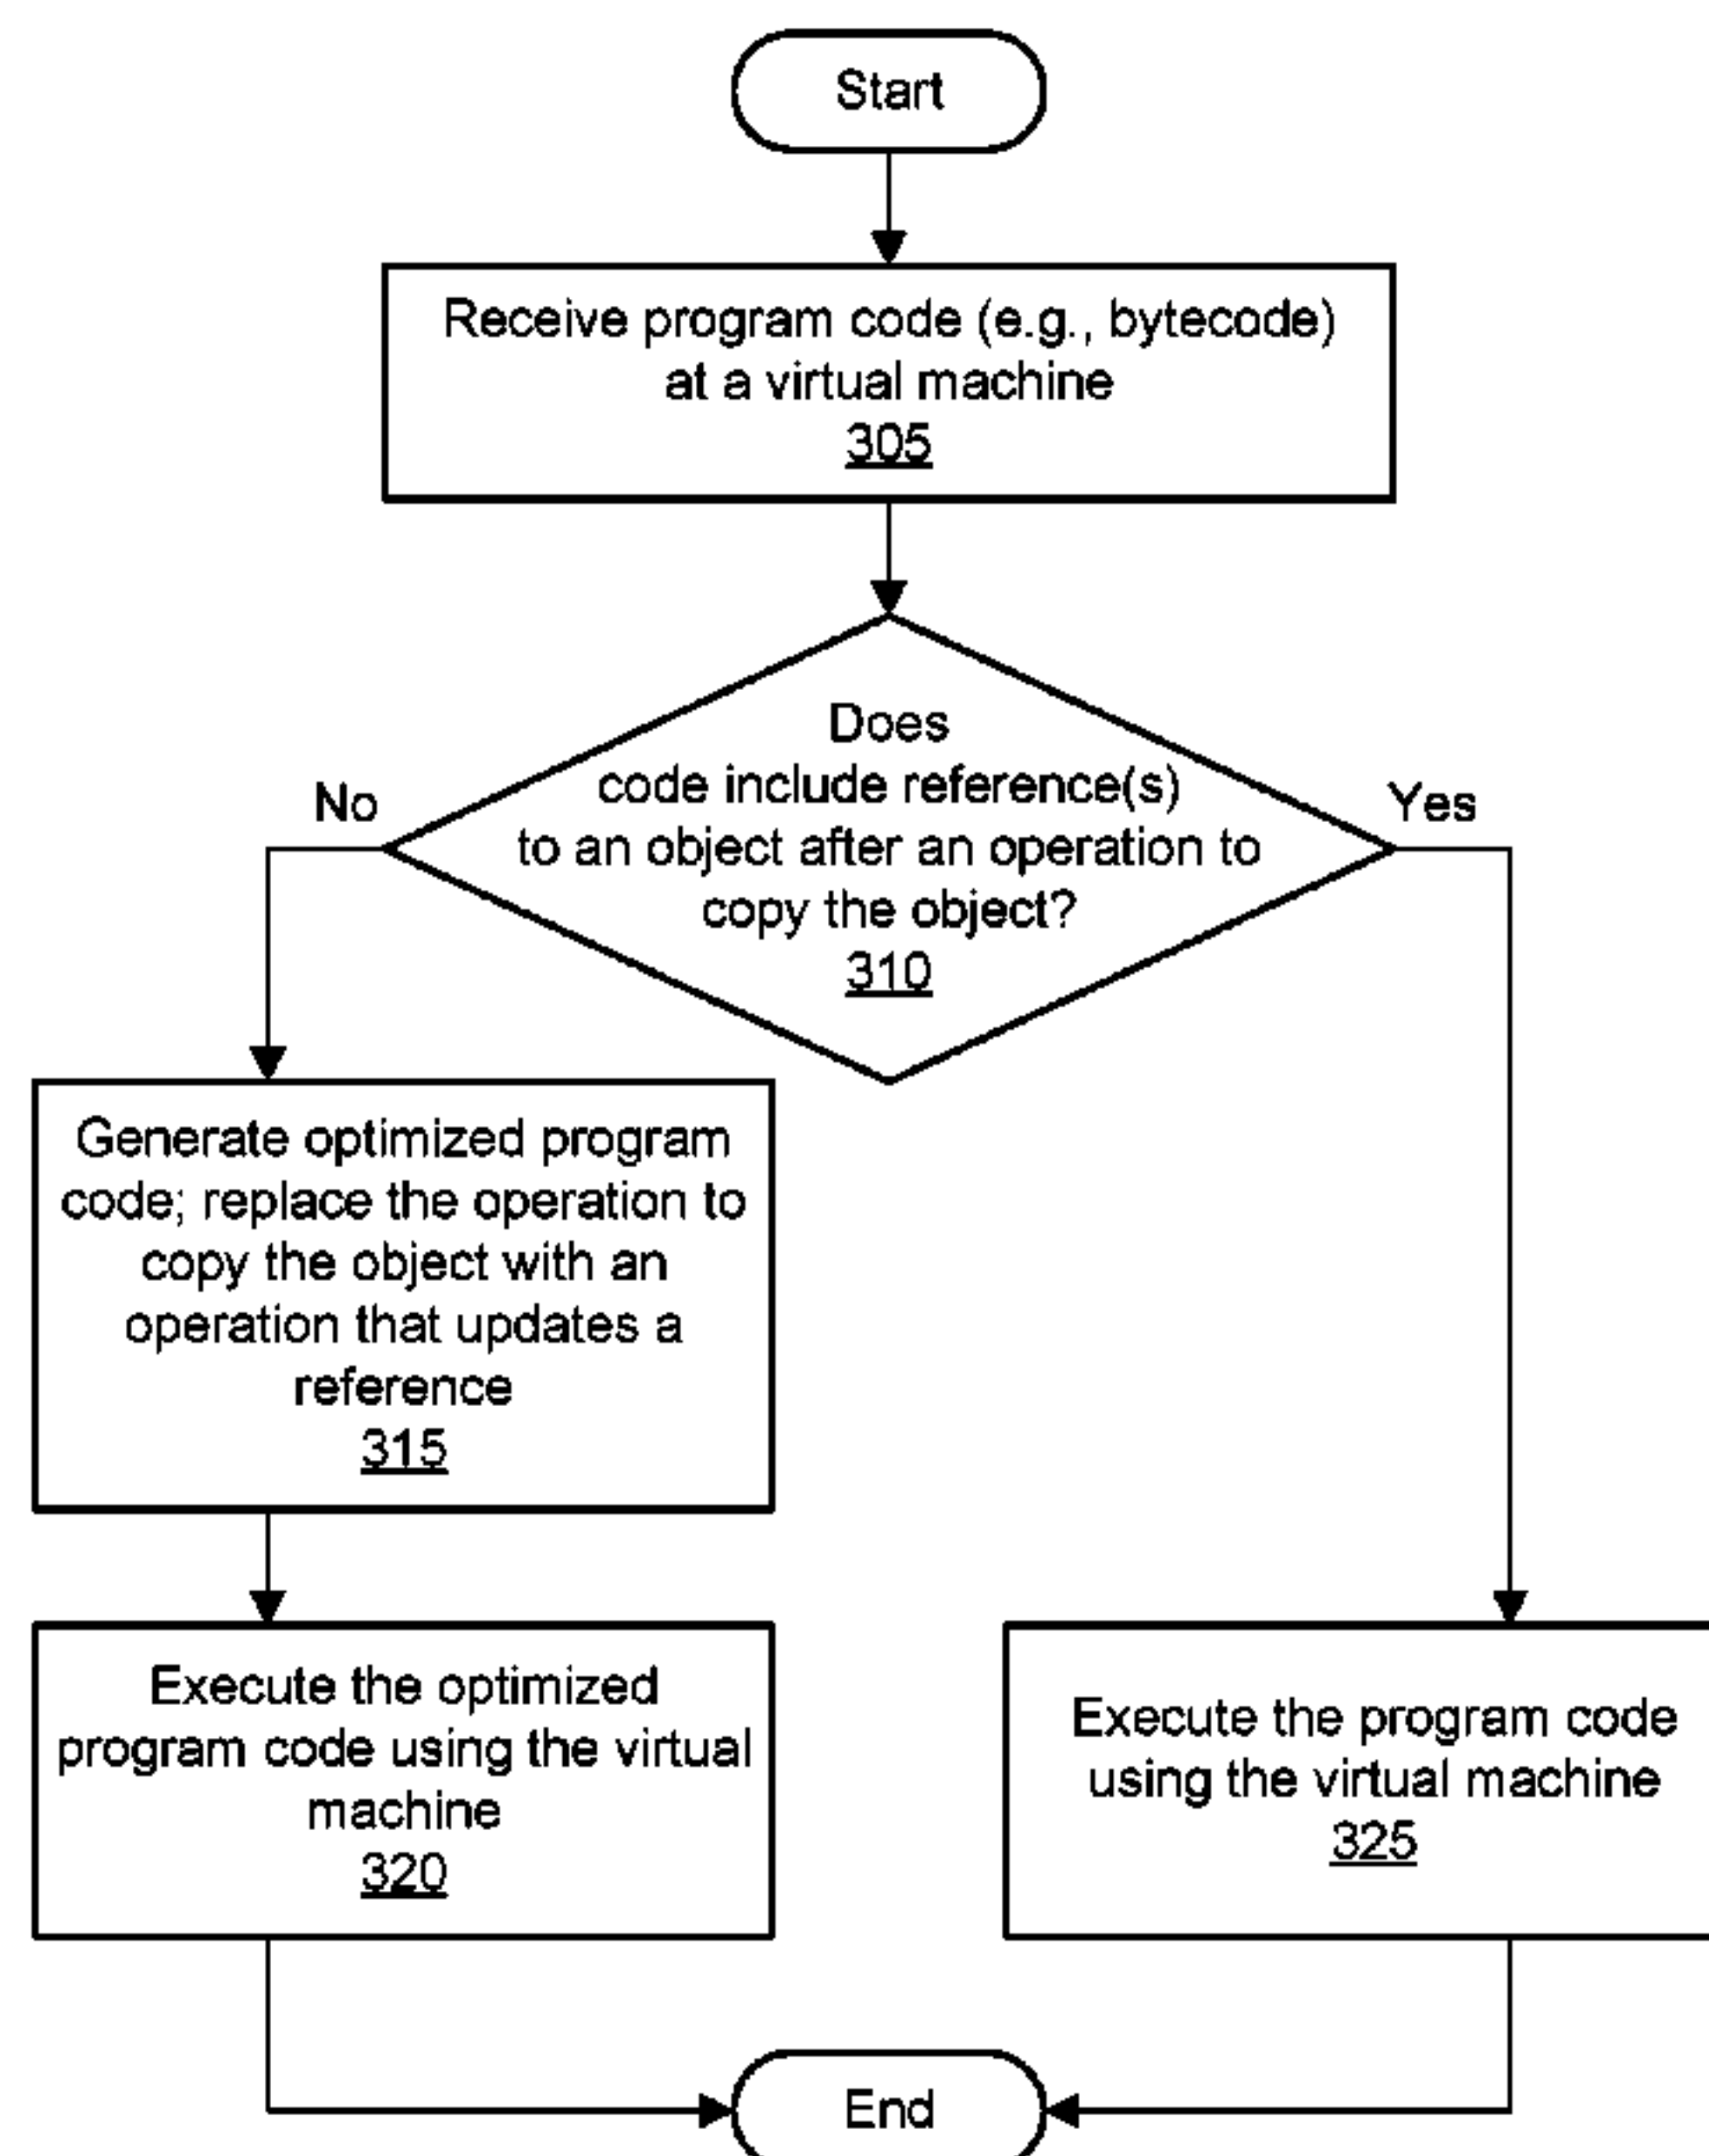 Start
Receive program code (e.g., bytecode)
at a virtual machine
305
Does
code include reference(s)
to an object after an operation to
copy the object?
310
No
Yes
Generate optimized program
code; replace the operation to
copy the object with an
operation that updates a
reference
315
Execute the optimized
program code using the virtual
machine
320
Execute the program code
using the virtual machine
325
End